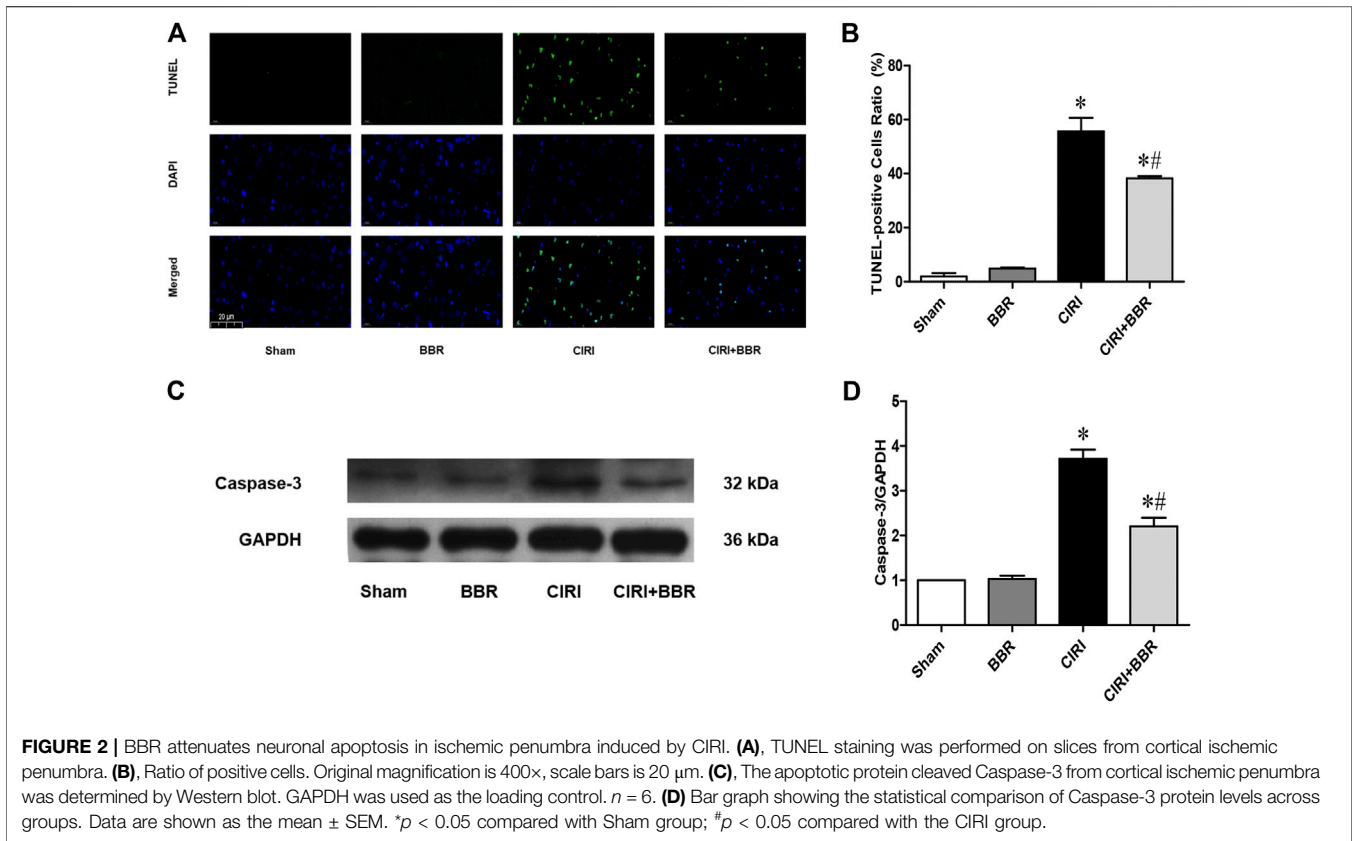 A
TUNEL
DAPI
Merged
20 μm
Sham BBR CIRI CIRI+BBR
B
TUNEL-positive Cells Ratio (%)
80
60
40
20
0
*
*#
Sham BBR CIRI CIRI+BBR
C
Caspase-3 32 kDa
GAPDH 36 kDa
Sham BBR CIRI CIRI+BBR
D
Caspase-3/GAPDH
5
4
3
2
1
0
*
*#
Sham BBR CIRI CIRI+BBR
FIGURE 2 | BBR attenuates neuronal apoptosis in ischemic penumbra induced by CIRI. (A), TUNEL staining was performed on slices from cortical ischemic
penumbra. (B), Ratio of positive cells. Original magnification is 400×, scale bars is 20 μm. (C), The apoptotic protein cleaved Caspase-3 from cortical ischemic penumbra
was determined by Western blot. GAPDH was used as the loading control. n = 6. (D) Bar graph showing the statistical comparison of Caspase-3 protein levels across
groups. Data are shown as the mean ± SEM. *p < 0.05 compared with Sham group; #p < 0.05 compared with the CIRI group.